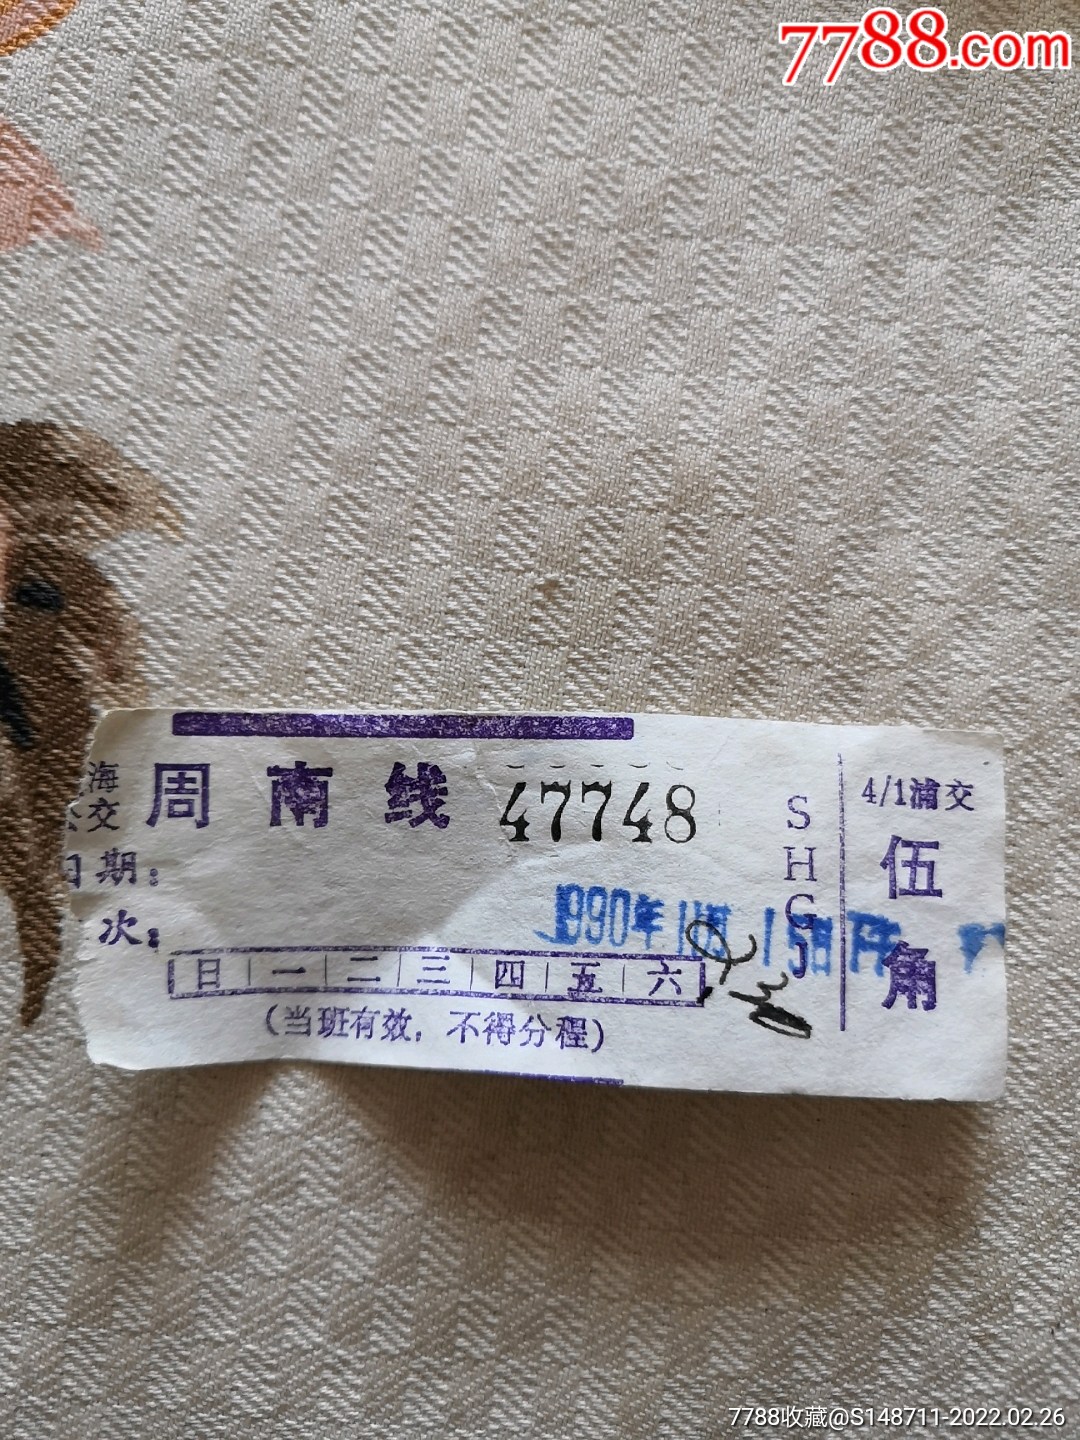 7788.com
海 周南线 47748
交
期：
次：
1990年11月15日
日 一 二 三 四 五 六
(当班有效，不得分程)
SHGJ
4/1浦交
伍角
7788收藏@S148711-2022.02.26